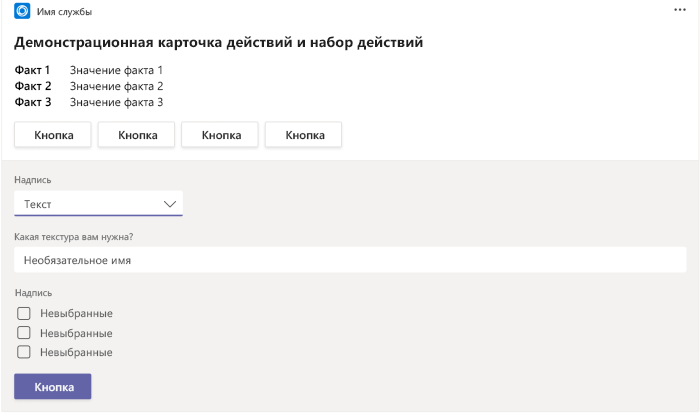 Имя службы
Демонстрационная карточка действий и набор действий
Факт 1 Значение факта 1
Факт 2 Значение факта 2
Факт 3 Значение факта 3
Кнопка Кнопка Кнопка Кнопка
Надпись
Текст
Какая текстура вам нужна?
Необязательное имя
Надпись
Невыбранные
Невыбранные
Невыбранные
Кнопка